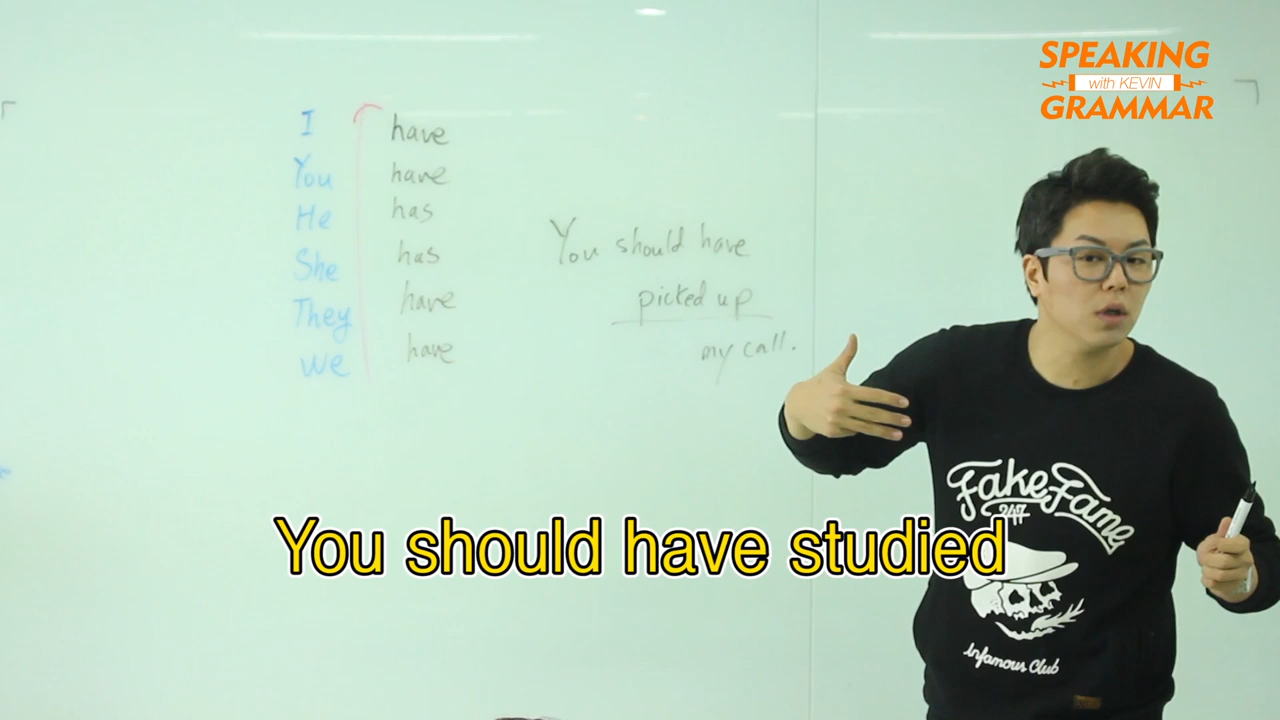 SPEAKING
with KEVIN
GRAMMAR
I have
You have
He has
She has
They have
We have
You should have
picked up
my call.
Fake Fame
247
Infamous Club
You should have studied